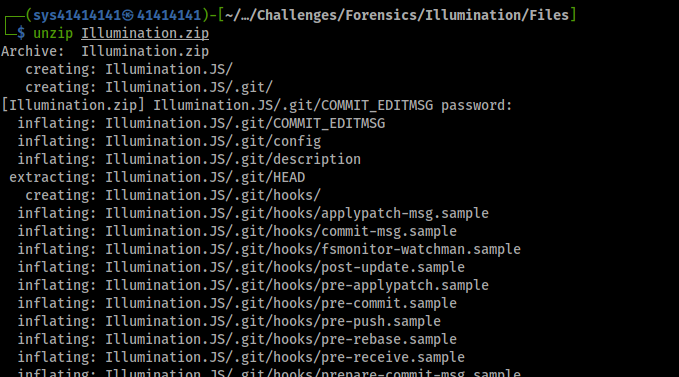 ┌──(sys41414141㉿41414141)-[~/…/Challenges/Forensics/Illumination/Files]
└─$ unzip Illumination.zip
Archive:  Illumination.zip
   creating: Illumination.JS/
   creating: Illumination.JS/.git/
[Illumination.zip] Illumination.JS/.git/COMMIT_EDITMSG password:
  inflating: Illumination.JS/.git/COMMIT_EDITMSG
  inflating: Illumination.JS/.git/config
  inflating: Illumination.JS/.git/description
 extracting: Illumination.JS/.git/HEAD
   creating: Illumination.JS/.git/hooks/
  inflating: Illumination.JS/.git/hooks/applypatch-msg.sample
  inflating: Illumination.JS/.git/hooks/commit-msg.sample
  inflating: Illumination.JS/.git/hooks/fsmonitor-watchman.sample
  inflating: Illumination.JS/.git/hooks/post-update.sample
  inflating: Illumination.JS/.git/hooks/pre-applypatch.sample
  inflating: Illumination.JS/.git/hooks/pre-commit.sample
  inflating: Illumination.JS/.git/hooks/pre-push.sample
  inflating: Illumination.JS/.git/hooks/pre-rebase.sample
  inflating: Illumination.JS/.git/hooks/pre-receive.sample
  inflating: Illumination.JS/.git/hooks/prepare-commit-msg.sample